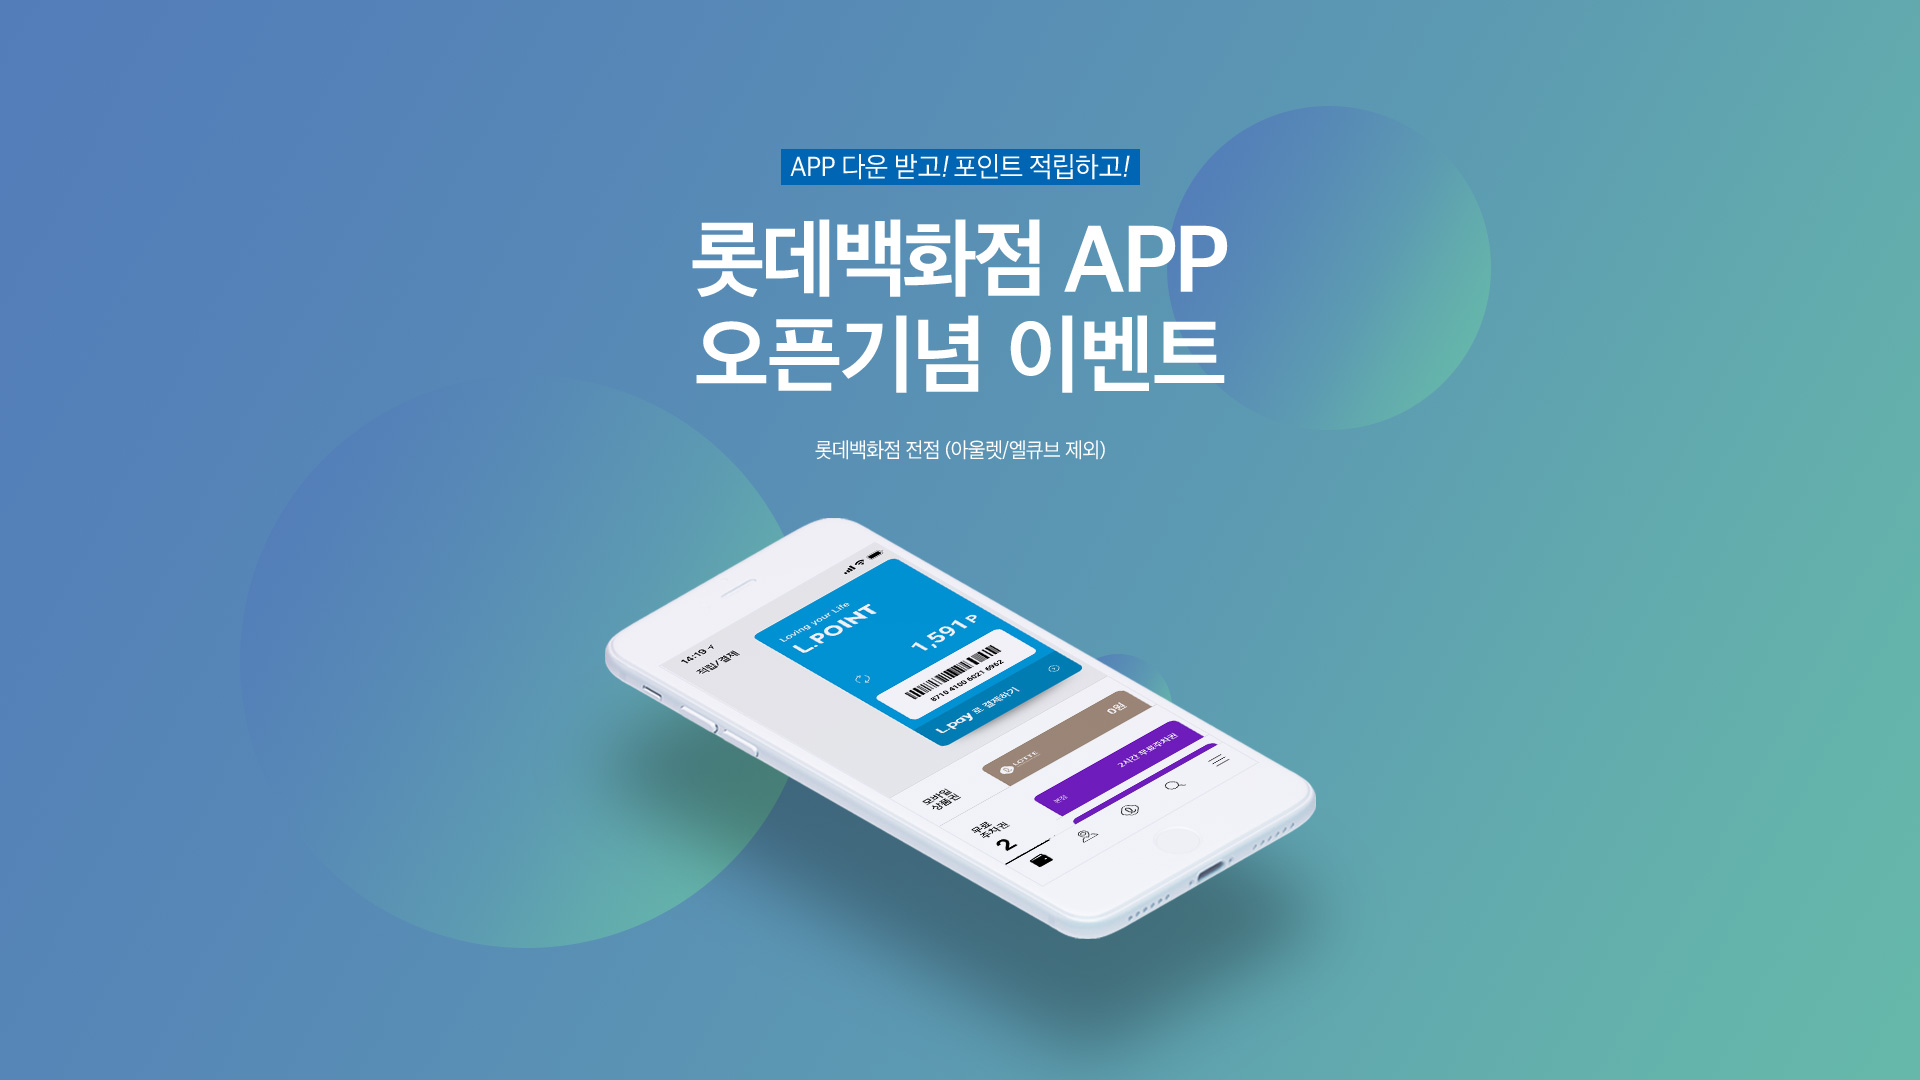 APP 다운 받고! 포인트 적립하고!
롯데백화점 APP
오픈기념 이벤트
롯데백화점 전점 (아울렛/엘큐브 제외)
14:19
적립/결제
Loving your Life
L.POINT
1,591 P
8710 4100 6021 6962
L.pay 로 결제하기
모바일
상품권
LOTTE
0원
무료
주차권
2
본점
2시간 무료주차권